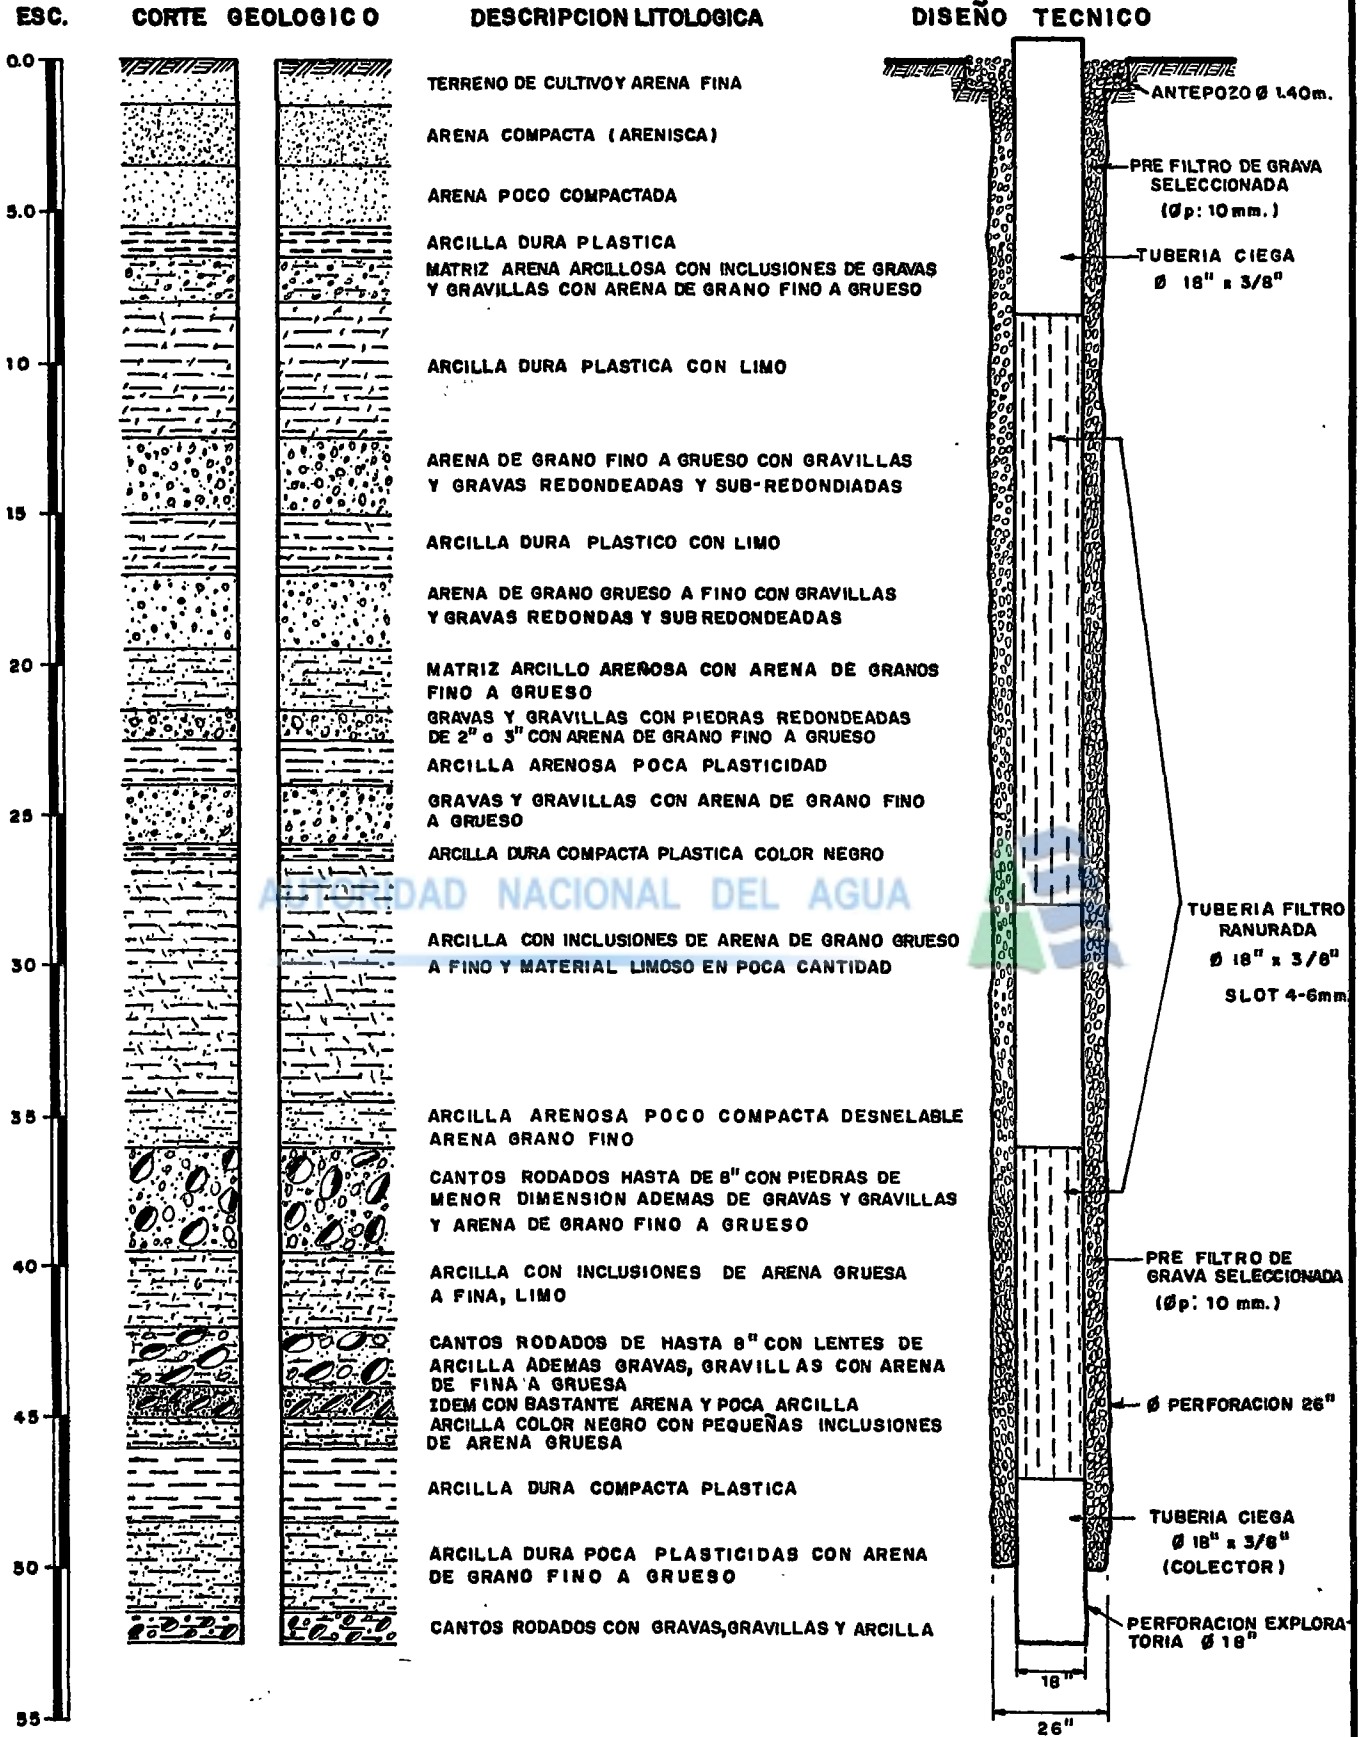 ESC. CORTE GEOLOGICO DESCRIPCION LITOLOGICA DISEÑO TECNICO
0.0
5.0
10
15
20
25
30
35
40
45
50
55
TERRENO DE CULTIVO Y ARENA FINA
ARENA COMPACTA (ARENISCA)
ARENA POCO COMPACTADA
ARCILLA DURA PLASTICA
MATRIZ ARENA ARCILLOSA CON INCLUSIONES DE GRAVAS
Y GRAVILLAS CON ARENA DE GRANO FINO A GRUESO
ARCILLA DURA PLASTICA CON LIMO
ARENA DE GRANO FINO A GRUESO CON GRAVILLAS
Y GRAVAS REDONDEADAS Y SUB-REDONDIADAS
ARCILLA DURA PLASTICO CON LIMO
ARENA DE GRANO GRUESO A FINO CON GRAVILLAS
Y GRAVAS REDONDAS Y SUB REDONDEADAS
MATRIZ ARCILLO AREÑOSA CON ARENA DE GRANOS
FINO A GRUESO
GRAVAS Y GRAVILLAS CON PIEDRAS REDONDEADAS
DE 2" a 3" CON ARENA DE GRANO FINO A GRUESO
ARCILLA ARENOSA POCA PLASTICIDAD
GRAVAS Y GRAVILLAS CON ARENA DE GRANO FINO
A GRUESO
ARCILLA DURA COMPACTA PLASTICA COLOR NEGRO
AUTORIDAD NACIONAL DEL AGUA
ARCILLA CON INCLUSIONES DE ARENA DE GRANO GRUESO
A FINO Y MATERIAL LIMOSO EN POCA CANTIDAD
ARCILLA ARENOSA POCO COMPACTA DESNELABLE
ARENA GRANO FINO
CANTOS RODADOS HASTA DE 8" CON PIEDRAS DE
MENOR DIMENSION ADEMAS DE GRAVAS Y GRAVILLAS
Y ARENA DE GRANO FINO A GRUESO
ARCILLA CON INCLUSIONES DE ARENA GRUESA
A FINA, LIMO
CANTOS RODADOS DE HASTA 8" CON LENTES DE
ARCILLA ADEMAS GRAVAS, GRAVILLAS CON ARENA
DE FINA A GRUESA
IDEM CON BASTANTE ARENA Y POCA ARCILLA
ARCILLA COLOR NEGRO CON PEQUEÑAS INCLUSIONES
DE ARENA GRUESA
ARCILLA DURA COMPACTA PLASTICA
ARCILLA DURA POCA PLASTICIDAS CON ARENA
DE GRANO FINO A GRUESO
CANTOS RODADOS CON GRAVAS, GRAVILLAS Y ARCILLA
ANTEPOZO Ø 1.40m.
PRE FILTRO DE GRAVA
SELECCIONADA
(Øp: 10 mm.)
TUBERIA CIEGA
Ø 18" x 3/8"
TUBERIA FILTRO
RANURADA
Ø 18" x 3/8"
SLOT 4-6mm
PRE FILTRO DE
GRAVA SELECCIONADA
(Øp: 10 mm.)
Ø PERFORACION 26"
TUBERIA CIEGA
Ø 18" x 3/8"
(COLECTOR)
PERFORACION EXPLORA-
TORIA Ø 18"
18"
26"